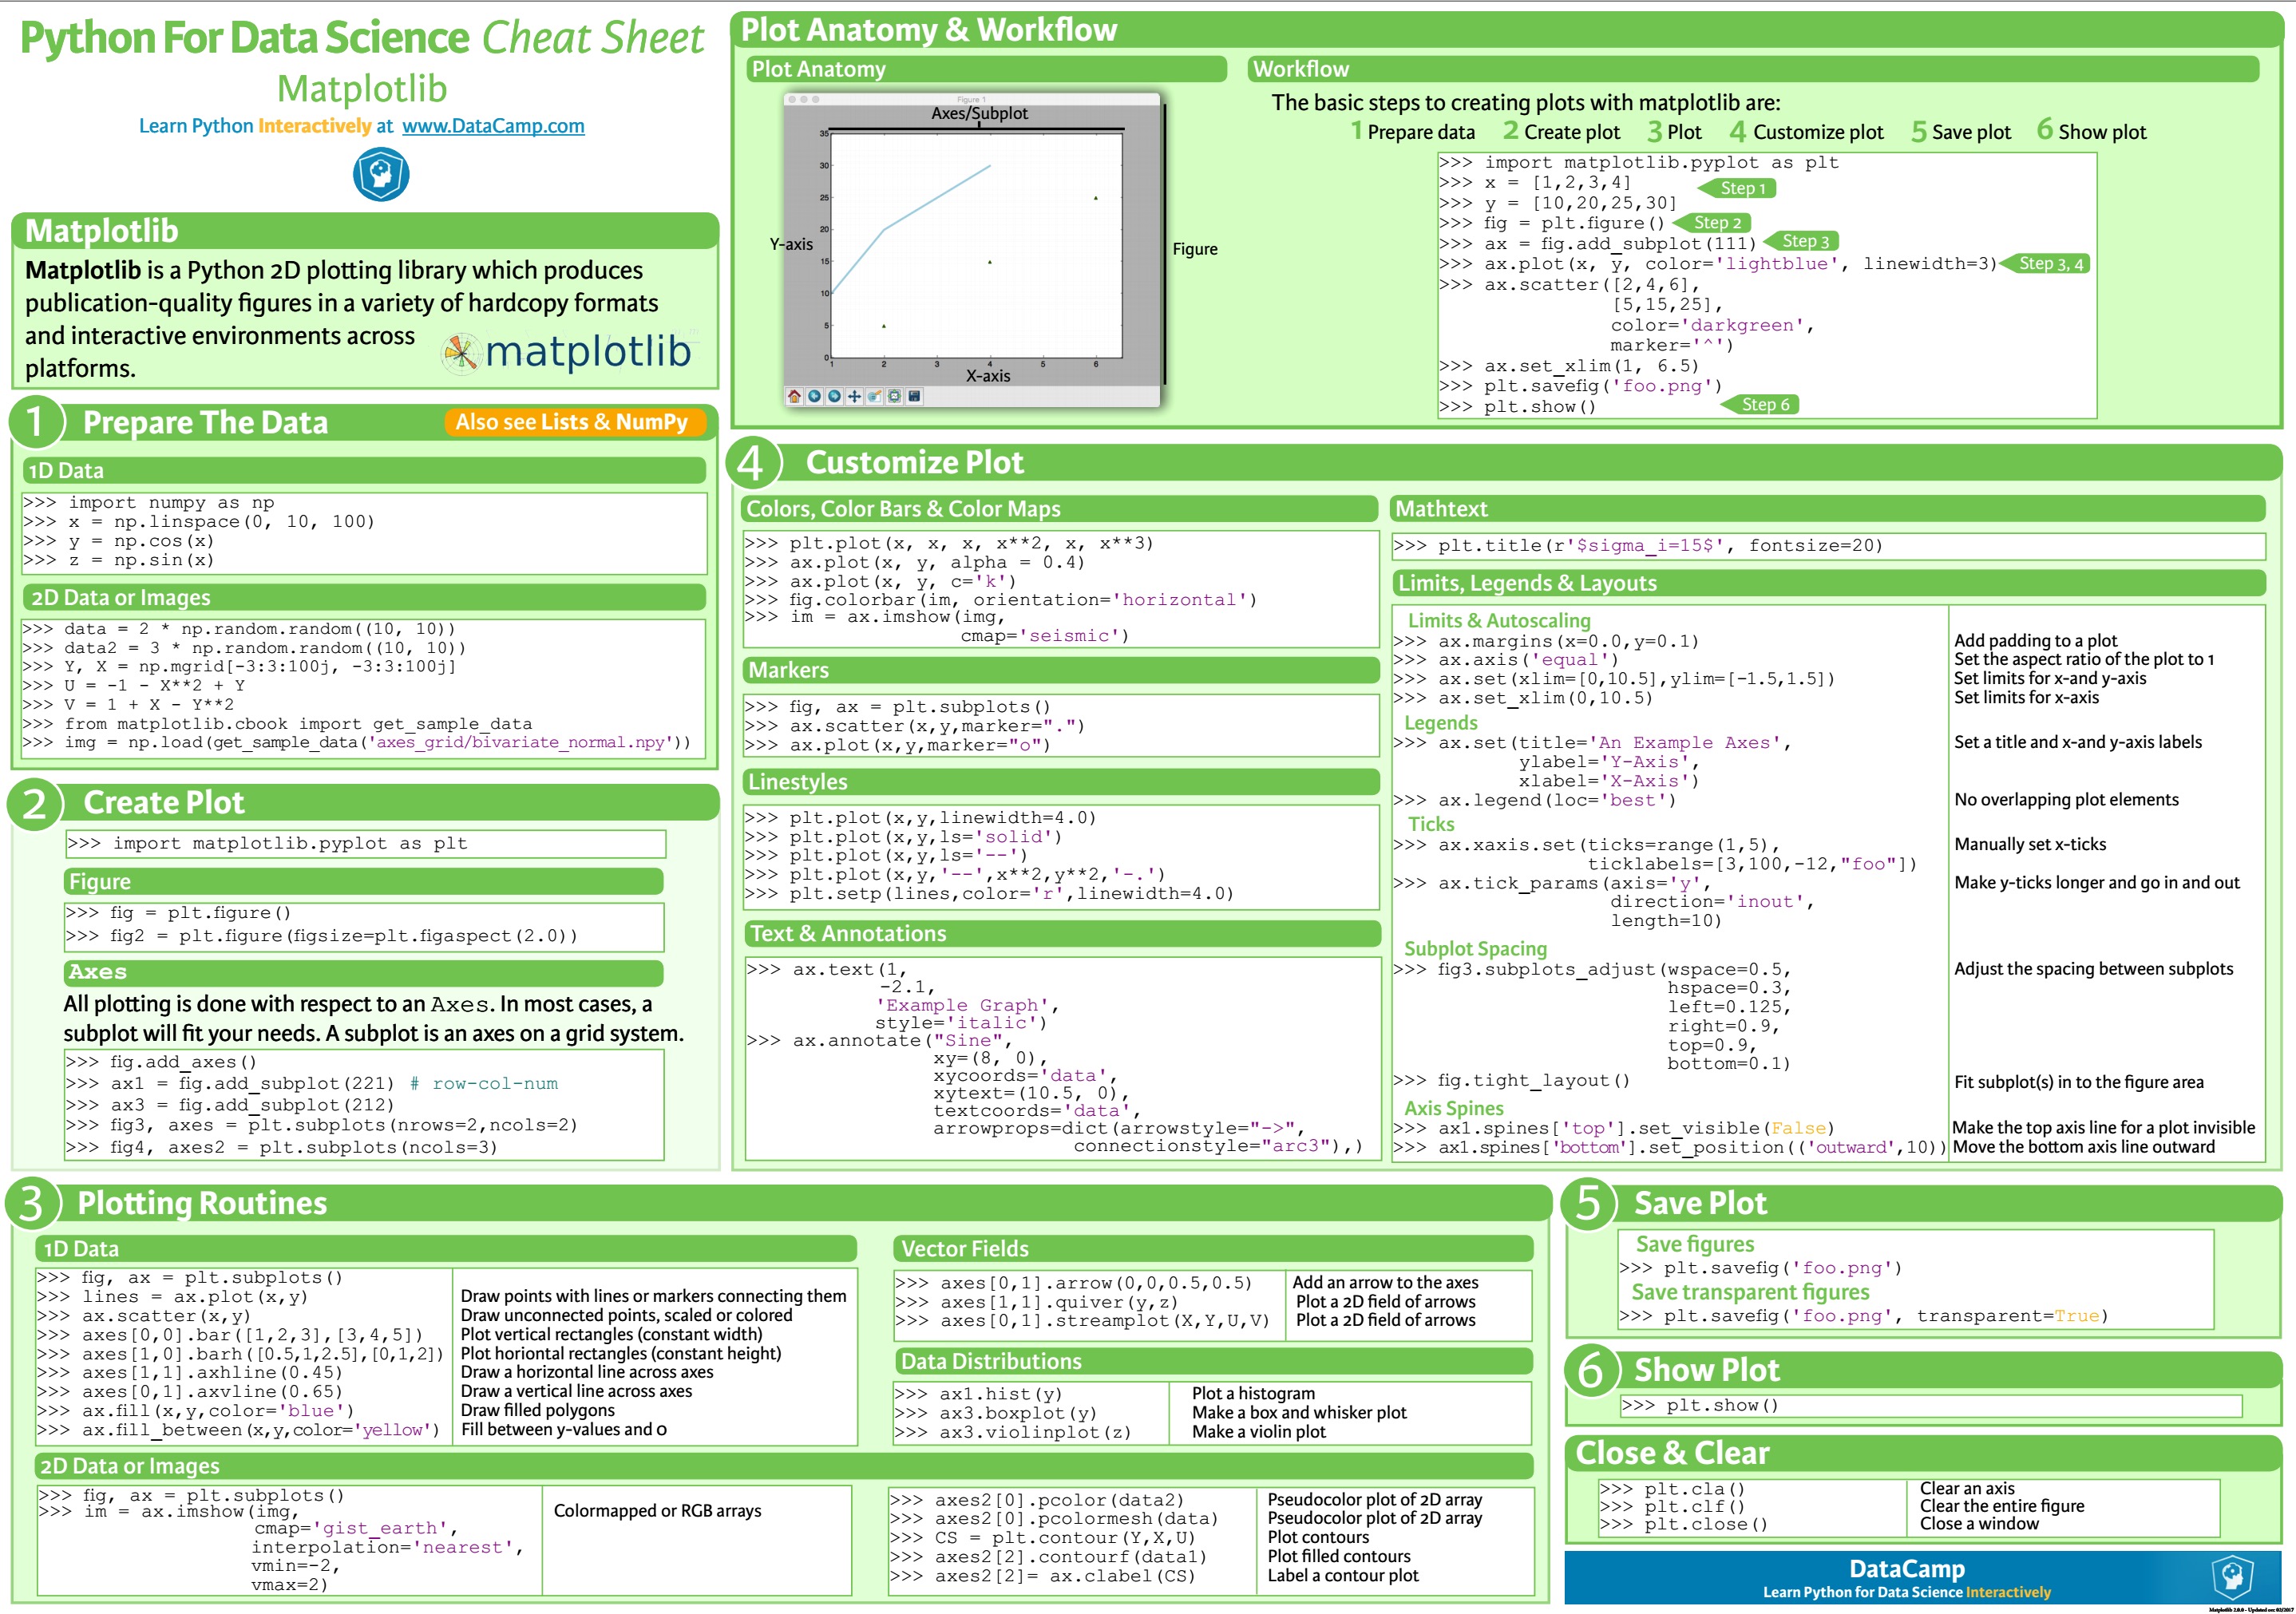 Python For Data Science Cheat Sheet
Matplotlib
Learn Python Interactively at www.DataCamp.com
Matplotlib
Matplotlib is a Python 2D plotting library which produces
publication-quality figures in a variety of hardcopy formats
and interactive environments across
platforms.
matplotlib
1 Prepare The Data
Also see Lists & NumPy
1D Data
>>> import numpy as np
>>> x = np.linspace(0, 10, 100)
>>> y = np.cos(x)
>>> z = np.sin(x)
2D Data or Images
>>> data = 2 * np.random.random((10, 10))
>>> data2 = 3 * np.random.random((10, 10))
>>> Y, X = np.mgrid[-3:3:100j, -3:3:100j]
>>> U = -1 - X**2 + Y
>>> V = 1 + X - Y**2
>>> from matplotlib.cbook import get_sample_data
>>> img = np.load(get_sample_data('axes_grid/bivariate_normal.npy'))
2 Create Plot
>>> import matplotlib.pyplot as plt
Figure
>>> fig = plt.figure()
>>> fig2 = plt.figure(figsize=plt.figaspect(2.0))
Axes
All plotting is done with respect to an Axes. In most cases, a
subplot will fit your needs. A subplot is an axes on a grid system.
>>> fig.add_axes()
>>> ax1 = fig.add_subplot(221) # row-col-num
>>> ax3 = fig.add_subplot(212)
>>> fig3, axes = plt.subplots(nrows=2,ncols=2)
>>> fig4, axes2 = plt.subplots(ncols=3)
Plot Anatomy & Workflow
Plot Anatomy
Figure 1
Axes/Subplot
35
30
25
20
15
10
5
0
Y-axis
1 2 3 4 5 6
X-axis
Figure
Workflow
The basic steps to creating plots with matplotlib are:
1 Prepare data 2 Create plot 3 Plot 4 Customize plot 5 Save plot 6 Show plot
>>> import matplotlib.pyplot as plt
>>> x = [1,2,3,4]
Step 1
>>> y = [10,20,25,30]
>>> fig = plt.figure() Step 2
>>> ax = fig.add_subplot(111) Step 3
>>> ax.plot(x, y, color='lightblue', linewidth=3) Step 3, 4
>>> ax.scatter([2,4,6],
[5,15,25],
color='darkgreen',
marker='^')
>>> ax.set_xlim(1, 6.5)
>>> plt.savefig('foo.png')
>>> plt.show() Step 6
4 Customize Plot
Colors, Color Bars & Color Maps
>>> plt.plot(x, x, x, x**2, x, x**3)
>>> ax.plot(x, y, alpha = 0.4)
>>> ax.plot(x, y, c='k')
>>> fig.colorbar(im, orientation='horizontal')
>>> im = ax.imshow(img,
cmap='seismic')
Markers
>>> fig, ax = plt.subplots()
>>> ax.scatter(x,y,marker=".")
>>> ax.plot(x,y,marker="o")
Linestyles
>>> plt.plot(x,y,linewidth=4.0)
>>> plt.plot(x,y,ls='solid')
>>> plt.plot(x,y,ls='--')
>>> plt.plot(x,y,'--',x**2,y**2,'-.')
>>> plt.setp(lines,color='r',linewidth=4.0)
Text & Annotations
>>> ax.text(1,
-2.1,
'Example Graph',
style='italic')
>>> ax.annotate("Sine",
xy=(8, 0),
xycoords='data',
xytext=(10.5, 0),
textcoords='data',
arrowprops=dict(arrowstyle="->",
connectionstyle="arc3"),)
Mathtext
>>> plt.title(r'$sigma_i=15$', fontsize=20)
Limits, Legends & Layouts
Limits & Autoscaling
>>> ax.margins(x=0.0,y=0.1) Add padding to a plot
>>> ax.axis('equal') Set the aspect ratio of the plot to 1
>>> ax.set(xlim=[0,10.5],ylim=[-1.5,1.5]) Set limits for x-and y-axis
>>> ax.set_xlim(0,10.5) Set limits for x-axis
Legends
>>> ax.set(title='An Example Axes', Set a title and x-and y-axis labels
ylabel='Y-Axis',
xlabel='X-Axis')
>>> ax.legend(loc='best') No overlapping plot elements
Ticks
>>> ax.xaxis.set(ticks=range(1,5), Manually set x-ticks
ticklabels=[3,100,-12,"foo"])
>>> ax.tick_params(axis='y', Make y-ticks longer and go in and out
direction='inout',
length=10)
Subplot Spacing
>>> fig3.subplots_adjust(wspace=0.5, Adjust the spacing between subplots
hspace=0.3,
left=0.125,
right=0.9,
top=0.9,
bottom=0.1)
>>> fig.tight_layout() Fit subplot(s) in to the figure area
Axis Spines
>>> ax1.spines['top'].set_visible(False) Make the top axis line for a plot invisible
>>> ax1.spines['bottom'].set_position(('outward',10)) Move the bottom axis line outward
3 Plotting Routines
1D Data
>>> fig, ax = plt.subplots()
>>> lines = ax.plot(x,y) Draw points with lines or markers connecting them
>>> ax.scatter(x,y) Draw unconnected points, scaled or colored
>>> axes[0,0].bar([1,2,3],[3,4,5]) Plot vertical rectangles (constant width)
>>> axes[1,0].barh([0.5,1,2.5],[0,1,2]) Plot horiontal rectangles (constant height)
>>> axes[1,1].axhline(0.45) Draw a horizontal line across axes
>>> axes[0,1].axvline(0.65) Draw a vertical line across axes
>>> ax.fill(x,y,color='blue') Draw filled polygons
>>> ax.fill_between(x,y,color='yellow') Fill between y-values and 0
2D Data or Images
>>> fig, ax = plt.subplots()
>>> im = ax.imshow(img, Colormapped or RGB arrays
cmap='gist_earth',
interpolation='nearest',
vmin=-2,
vmax=2)
Vector Fields
>>> axes[0,1].arrow(0,0,0.5,0.5) Add an arrow to the axes
>>> axes[1,1].quiver(y,z) Plot a 2D field of arrows
>>> axes[0,1].streamplot(X,Y,U,V) Plot a 2D field of arrows
Data Distributions
>>> ax1.hist(y) Plot a histogram
>>> ax3.boxplot(y) Make a box and whisker plot
>>> ax3.violinplot(z) Make a violin plot
>>> axes2[0].pcolor(data2) Pseudocolor plot of 2D array
>>> axes2[0].pcolormesh(data) Pseudocolor plot of 2D array
>>> CS = plt.contour(Y,X,U) Plot contours
>>> axes2[2].contourf(data1) Plot filled contours
>>> axes2[2]= ax.clabel(CS) Label a contour plot
5 Save Plot
Save figures
>>> plt.savefig('foo.png')
Save transparent figures
>>> plt.savefig('foo.png', transparent=True)
6 Show Plot
>>> plt.show()
Close & Clear
>>> plt.cla() Clear an axis
>>> plt.clf() Clear the entire figure
>>> plt.close() Close a window
DataCamp
Learn Python for Data Science Interactively
Matplotlib 2.0.0 - Updated on: 02/2017